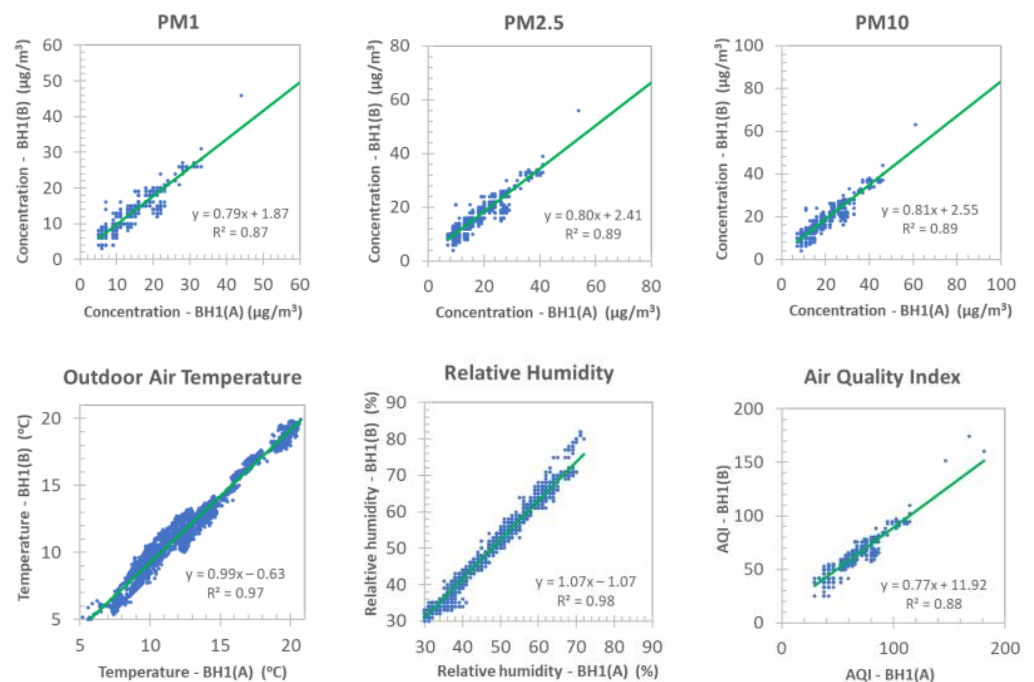 PM1
60
50
40
30
20
10
0
0 10 20 30 40 50 60
Concentration - BH1(B) (µg/m³)
y = 0.79x + 1.87
R² = 0.87
Concentration - BH1(A) (µg/m³)
PM2.5
80
60
40
20
0
0 20 40 60 80
Concentration - BH1(B) (µg/m³)
y = 0.80x + 2.41
R² = 0.89
Concentration - BH1(A) (µg/m³)
PM10
100
80
60
40
20
0
0 20 40 60 80 100
Concentration - BH1(B) (µg/m³)
y = 0.81x + 2.55
R² = 0.89
Concentration - BH1(A) (µg/m³)
Outdoor Air Temperature
20
15
10
5
5 10 15 20
Temperature - BH1(B) (°C)
y = 0.99x − 0.63
R² = 0.97
Temperature - BH1(A) (°C)
Relative Humidity
90
80
70
60
50
40
30
30 40 50 60 70 80 90
Relaltive humidity - BH1(B) (%)
y = 1.07x − 1.07
R² = 0.98
Relative humidity - BH1(A) (%)
Air Quality Index
200
150
100
50
0
0 100 200
AQI - BH1(B)
y = 0.77x + 11.92
R² = 0.88
AQI - BH1(A)